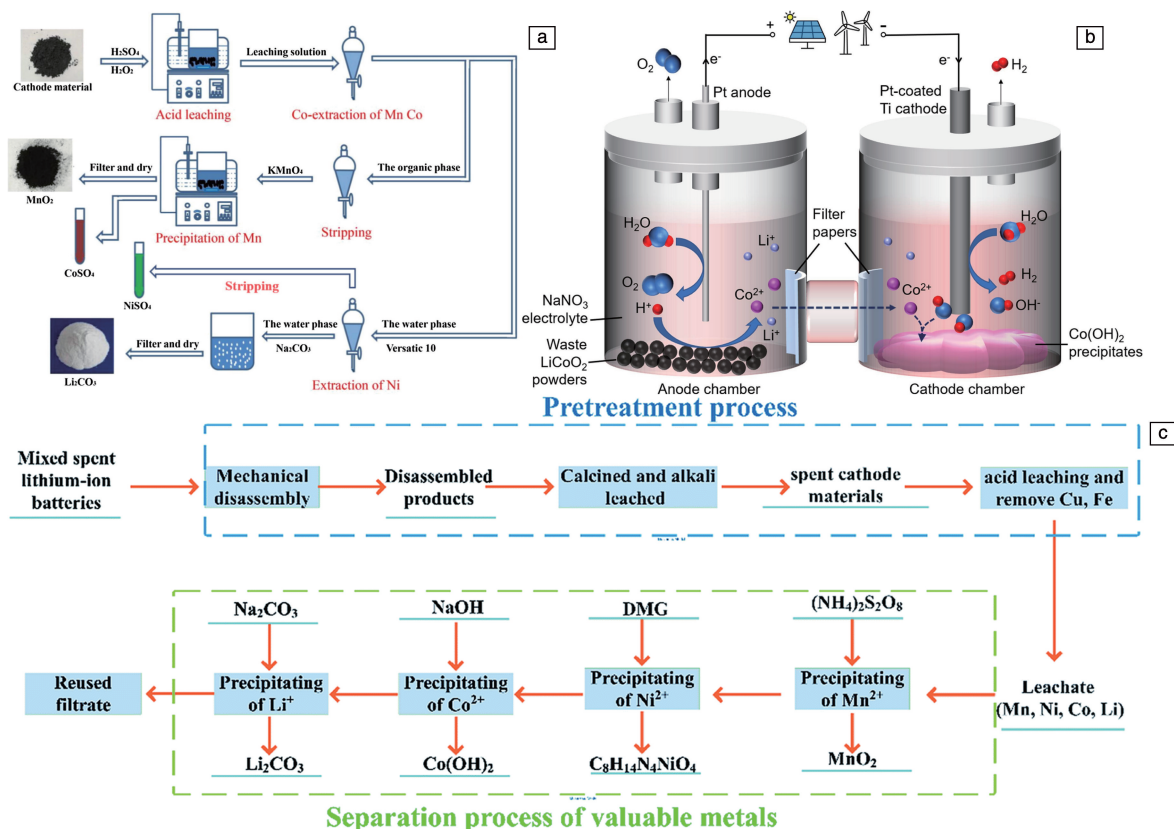 a
H₂SO₄
H₂O₂
Cathode material
Acid leaching
Leaching solution
Co-extraction of Mn Co
Filter and dry
MnO₂
Precipitation of Mn
KMnO₄
Stripping
The organic phase
CoSO₄
NiSO₄
Stripping
Li₂CO₃
Filter and dry
The water phase
Na₂CO₃
Extraction of Ni
The water phase
Versatic 10
b
+
-
O₂
e⁻
Pt anode
e⁻
H₂
Pt-coated
Ti cathode
H₂O
O₂
H⁺
Li⁺
Co²⁺
Li⁺
NaNO₃
electrolyte
Waste
LiCoO₂
powders
Anode chamber
Filter
papers
Co²⁺
H₂O
H₂
OH⁻
Co(OH)₂
precipitates
Cathode chamber
Pretreatment process
c
Mixed spent
lithium-ion
batteries
Mechanical
disassembly
Disassembled
products
Calcined and alkali
leached
spent cathode
materials
acid leaching and
remove Cu, Fe
Na₂CO₃
NaOH
DMG
(NH₄)₂S₂O₈
Reused
filtrate
Precipitating
of Li⁺
Precipitating
of Co²⁺
Precipitating
of Ni²⁺
Precipitating
of Mn²⁺
Leachate
(Mn, Ni, Co, Li)
Li₂CO₃
Co(OH)₂
C₈H₁₄N₄NiO₄
MnO₂
Separation process of valuable metals